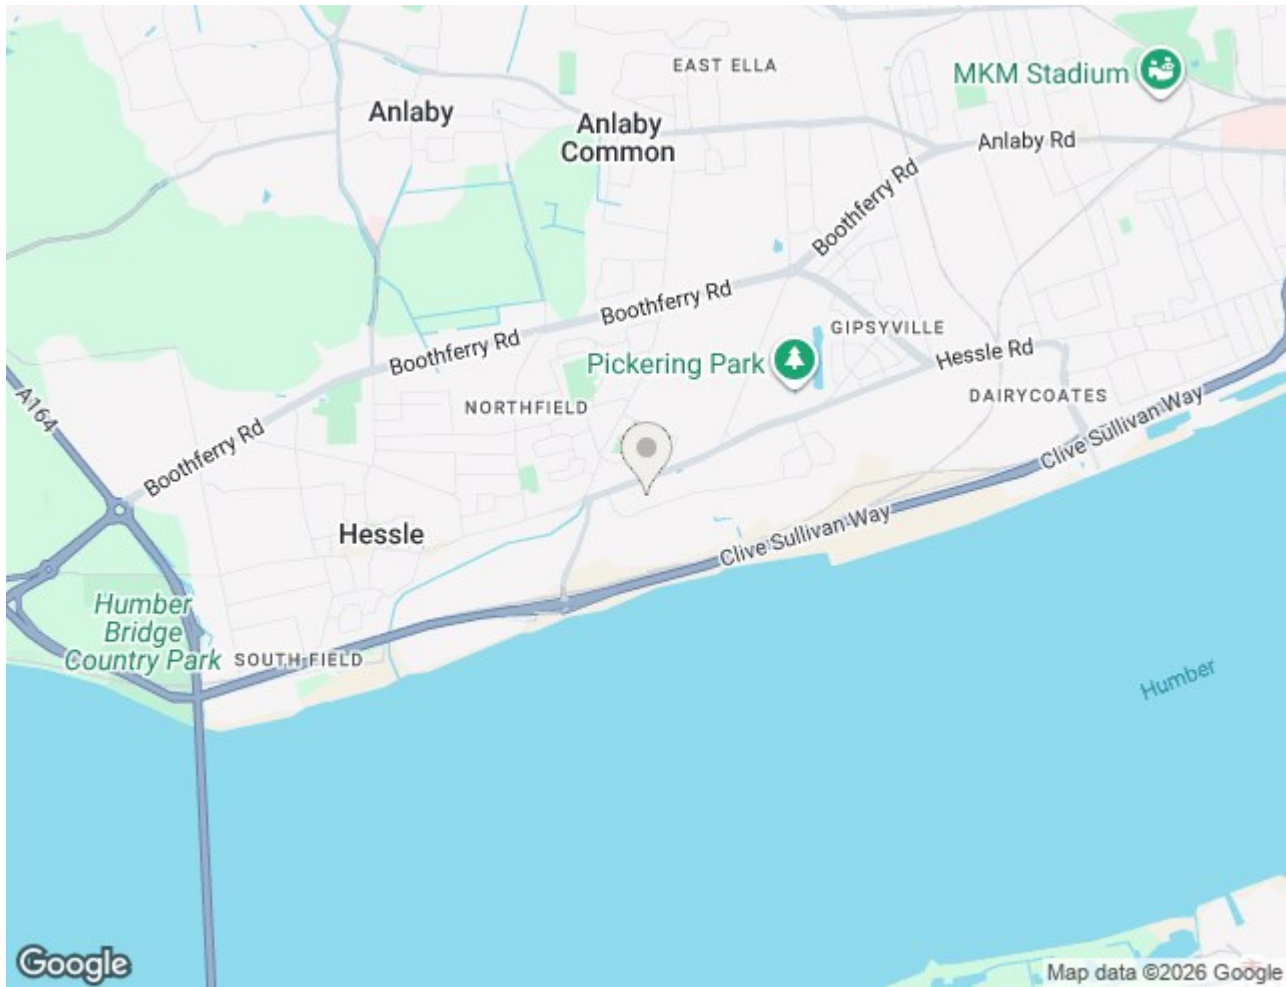 EAST ELLA
MKM Stadium
Anlaby
Anlaby
Common
Anlaby Rd
Boothferry Rd
Boothferry Rd
Boothferry Rd
GIPSYVILLE
Hessle Rd
Pickering Park
DAIRYCOATES
NORTHFIELD
A164
Boothferry Rd
Clive Sullivan Way
Hessle
Clive Sullivan Way
Humber
Bridge
Country Park
SOUTH FIELD
Humber
Google
Map data ©2026 Google